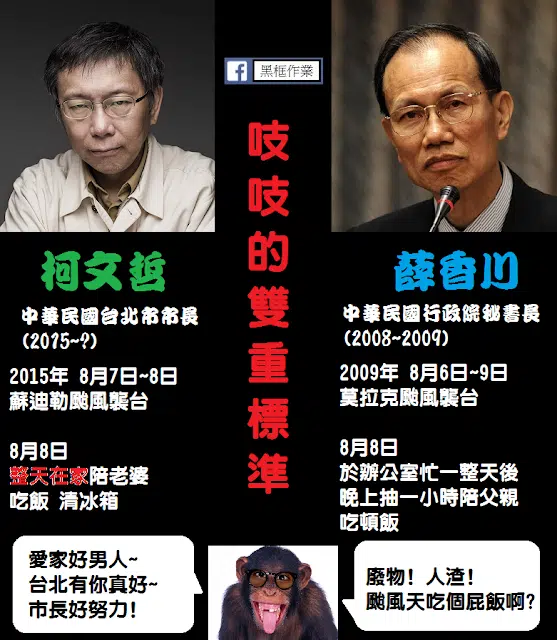 黑框作業
吱吱的雙重標準
柯文哲
中華民國台北市市長
(2015~?)
2015年 8月7日~8日
蘇迪勒颱風襲台
8月8日
整天在家陪老婆
吃飯 清冰箱
愛家好男人~
台北有你真好~
市長好努力!
薛香川
中華民國行政院秘書長
(2008~2009)
2009年 8月6日~9日
莫拉克颱風襲台
8月8日
於辦公室忙一整天後
晚上抽一小時陪父親
吃頓飯
廢物! 人渣!
颱風天吃個屁飯啊?